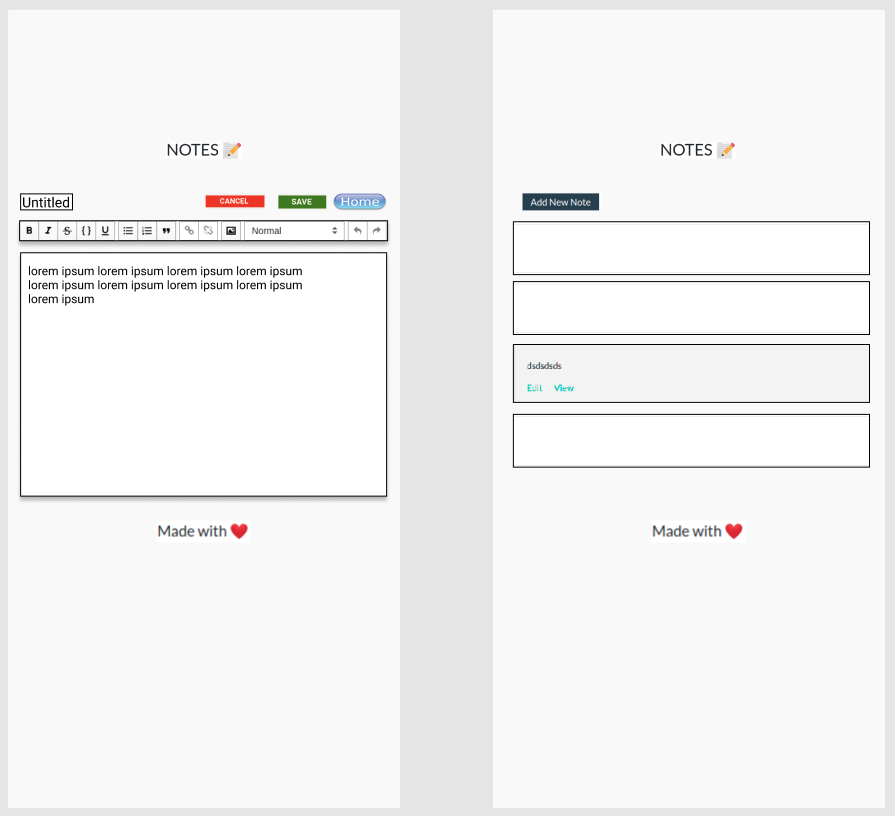 NOTES 📝
Untitled
CANCEL
SAVE
Home
B I S {} U
Normal
lorem ipsum lorem ipsum lorem ipsum lorem ipsum
lorem ipsum lorem ipsum lorem ipsum lorem ipsum
lorem ipsum
Made with ❤️
NOTES 📝
Add New Note
dsdsdsds
Edit View
Made with ❤️